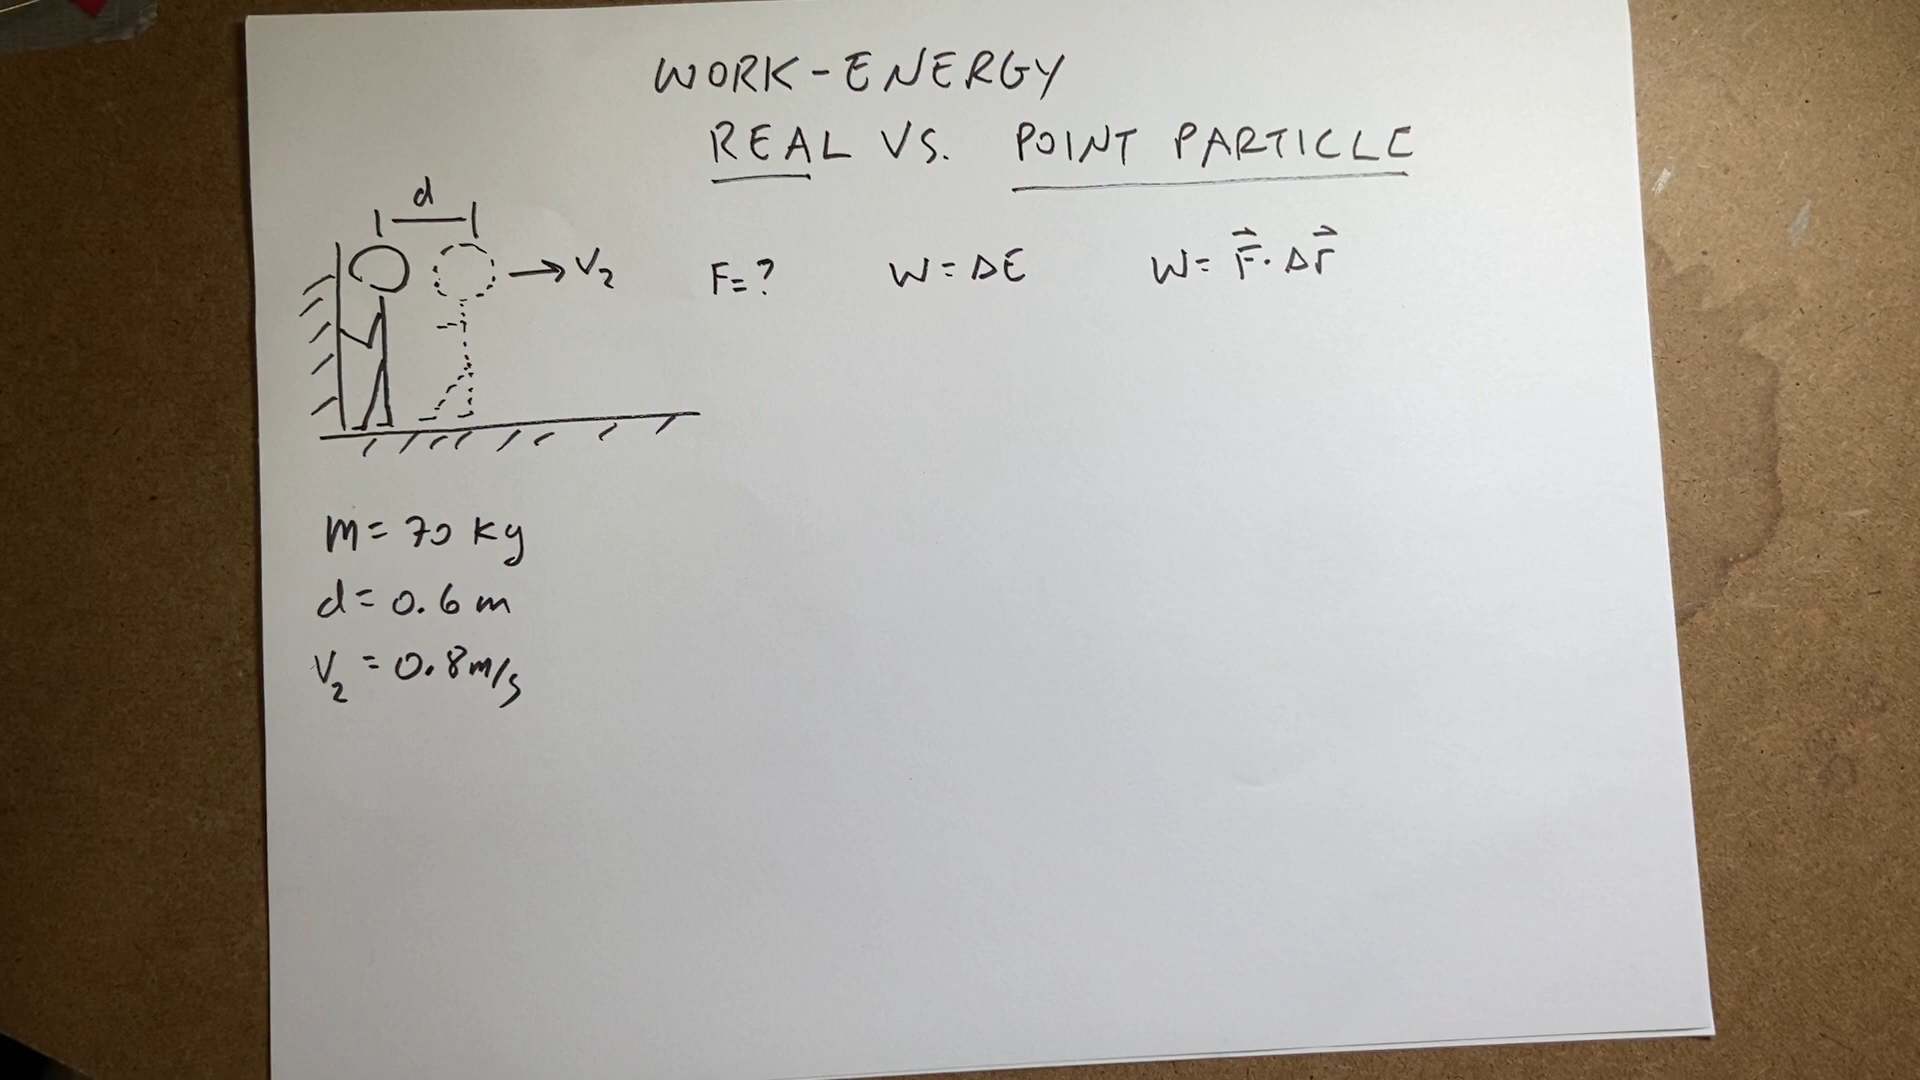 WORK-ENERGY
REAL VS. POINT PARTICLE
d
V₂
F=?
W=ΔE
W=F⃗·Δr⃗
m=70 kg
d=0.6 m
V₂=0.8m/s